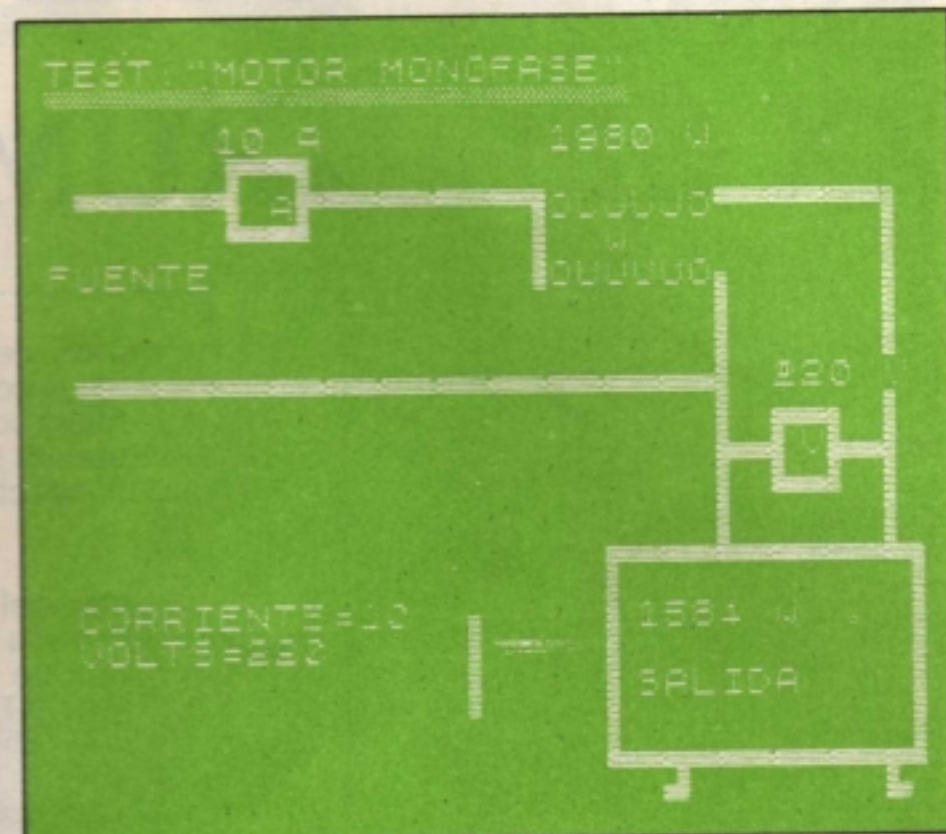 TEST "MOTOR MONOFASE"
10 A
1980 W
A
W
FUENTE
220
V
CORRIENTE=10
VOLTS=220
1584 W
SALIDA